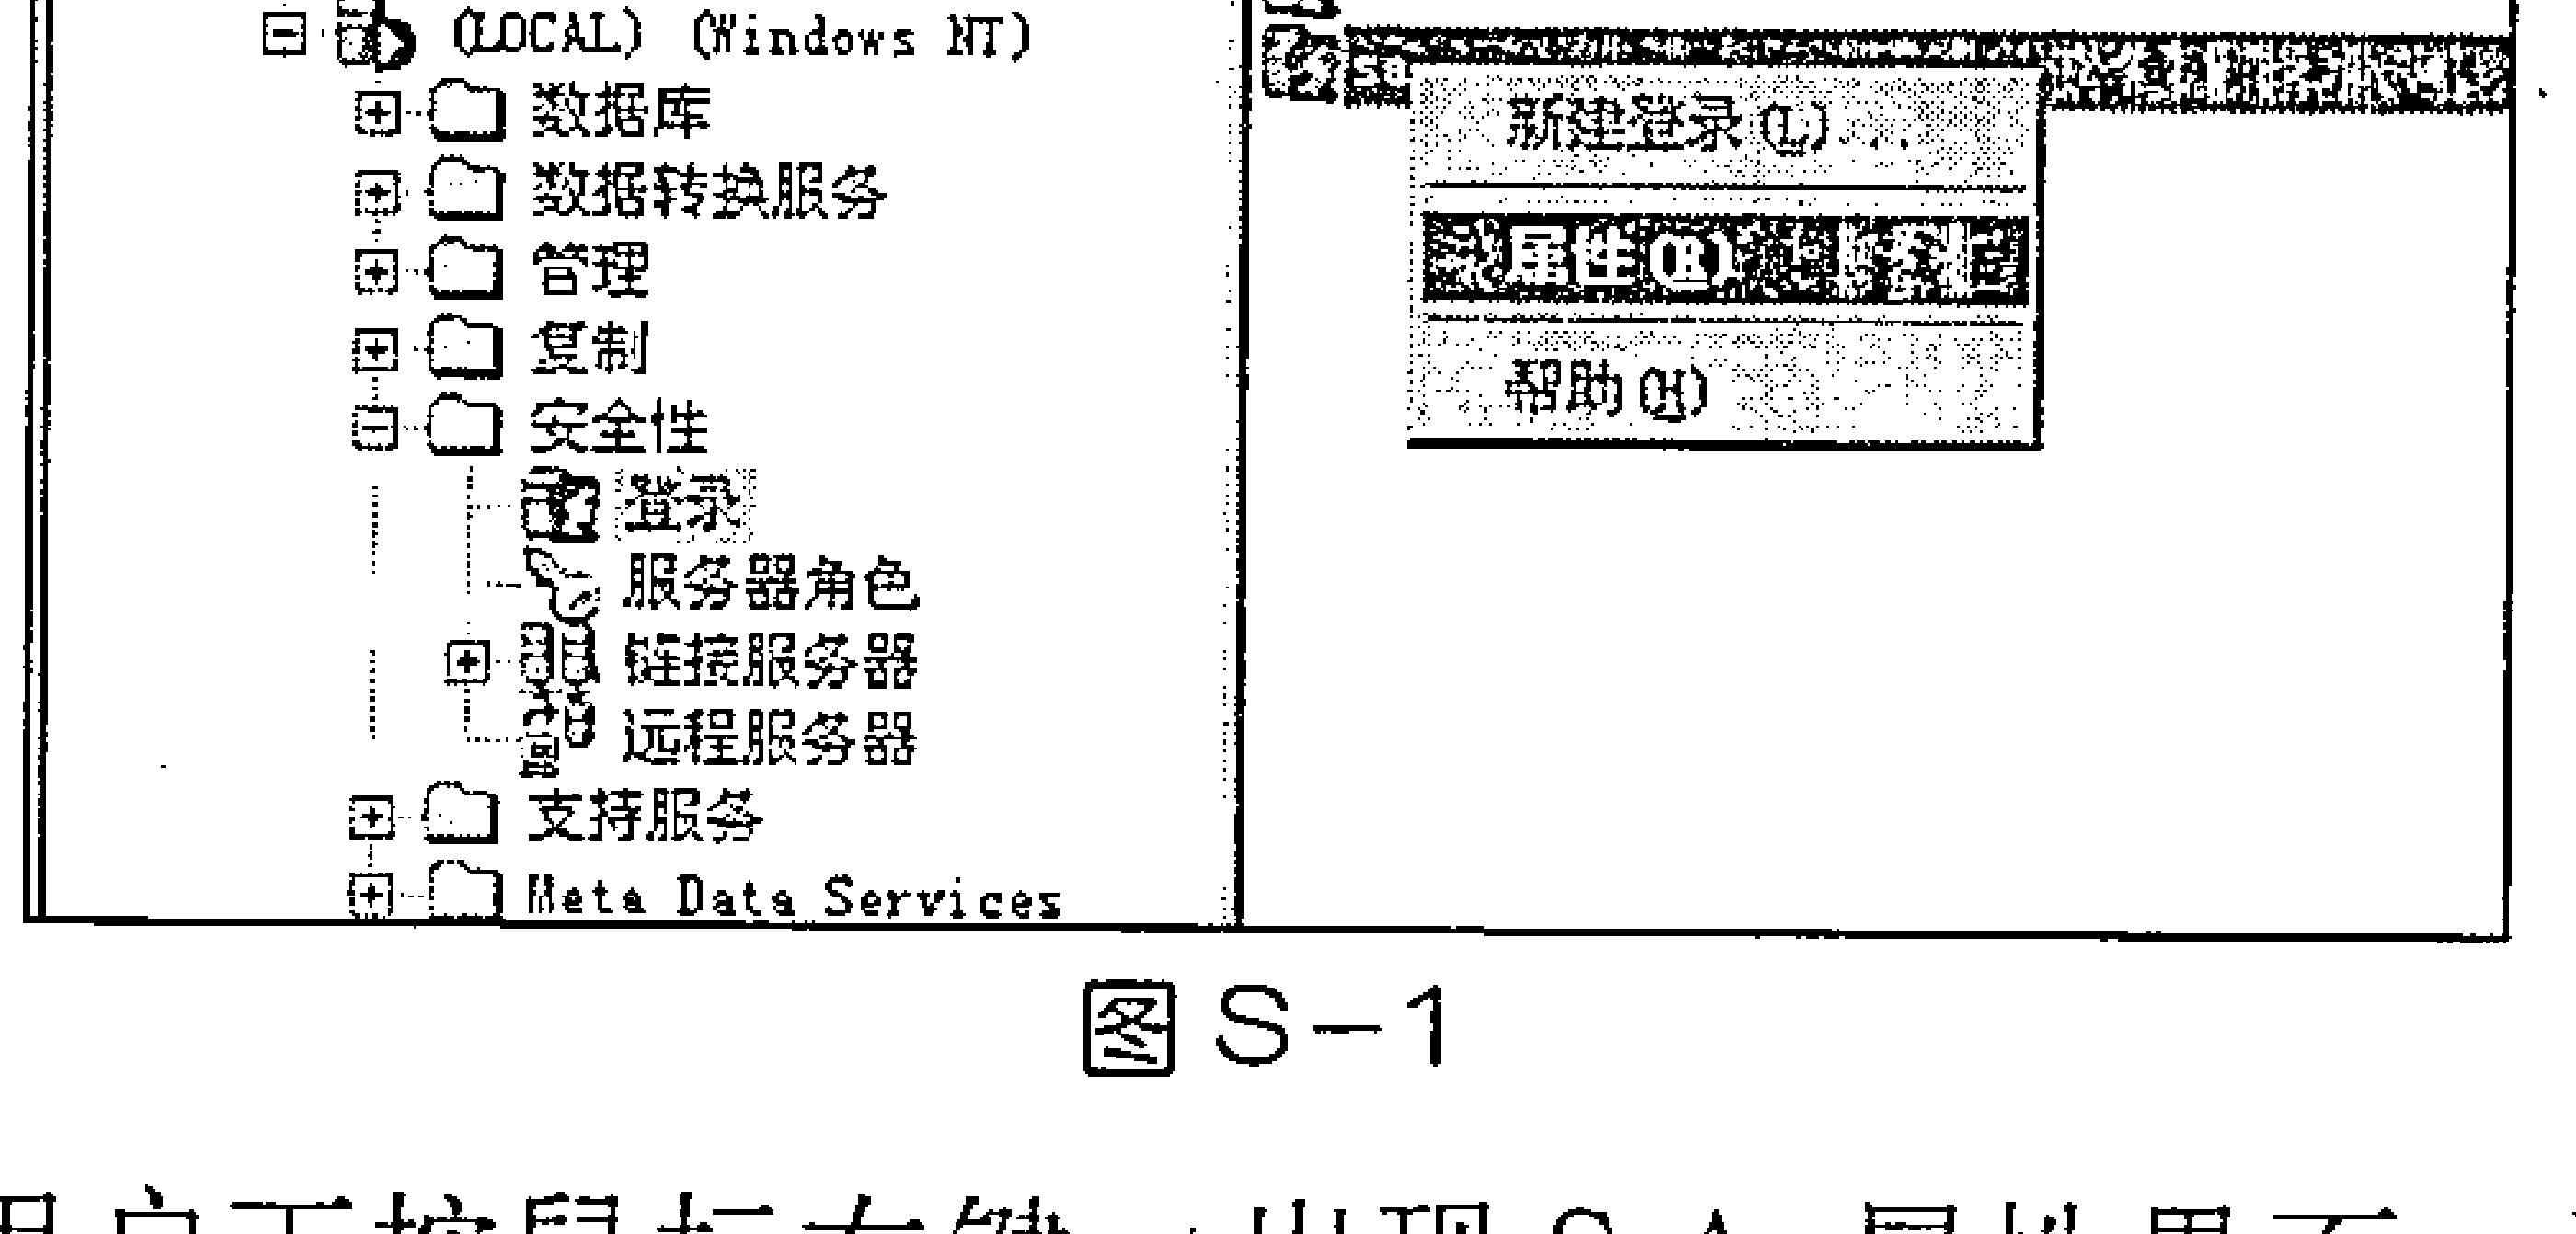 (LOCAL) (Windows NT)
数据库
数据转换服务
管理
复制
安全性
登录
服务器角色
链接服务器
远程服务器
支持服务
Meta Data Services
新建登录(L)...
属性(R)
帮助(H)
图 S-1